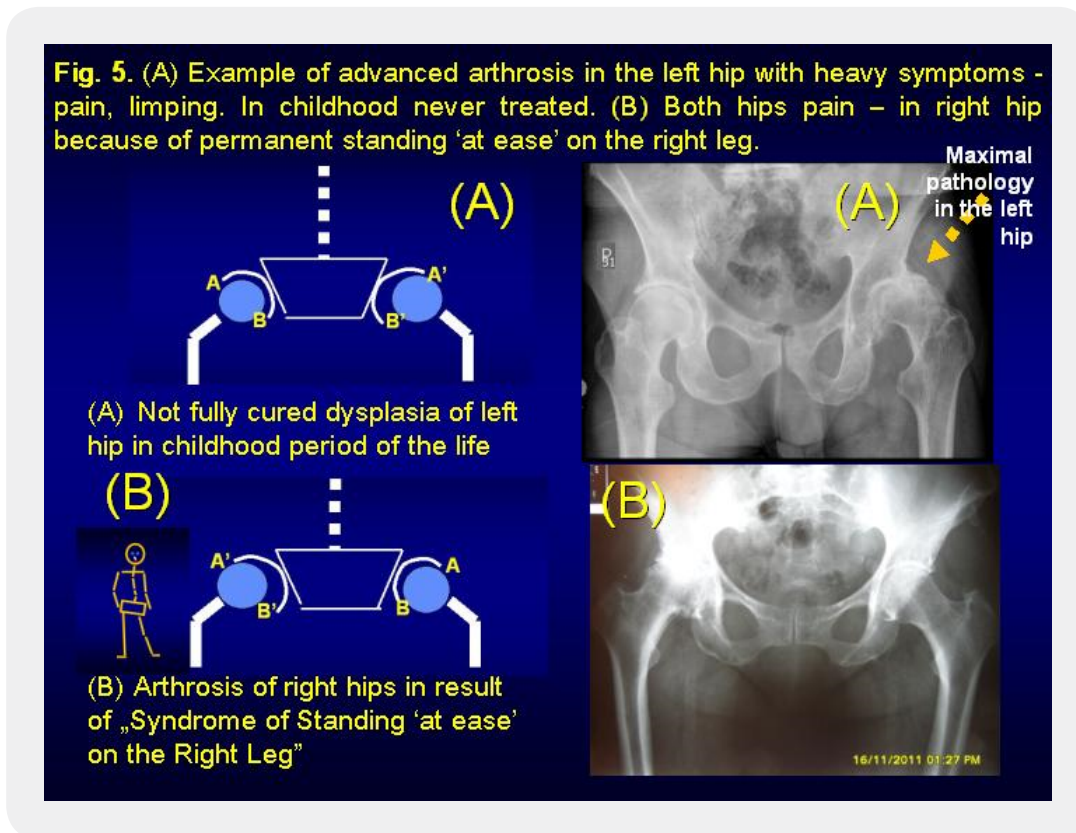 Fig. 5. (A) Example of advanced arthrosis in the left hip with heavy symptoms -
pain, limping. In childhood never treated. (B) Both hips pain – in right hip
because of permanent standing ‘at ease’ on the right leg.
Maximal
pathology
in the left
hip
(A)
(A)
A
B
A'
B'
(A) Not fully cured dysplasia of left
hip in childhood period of the life
(B)
(B)
A'
B'
A
B
(B) Arthrosis of right hips in result
of „Syndrome of Standing ‘at ease’
on the Right Leg”
16/11/2011 01:27 PM